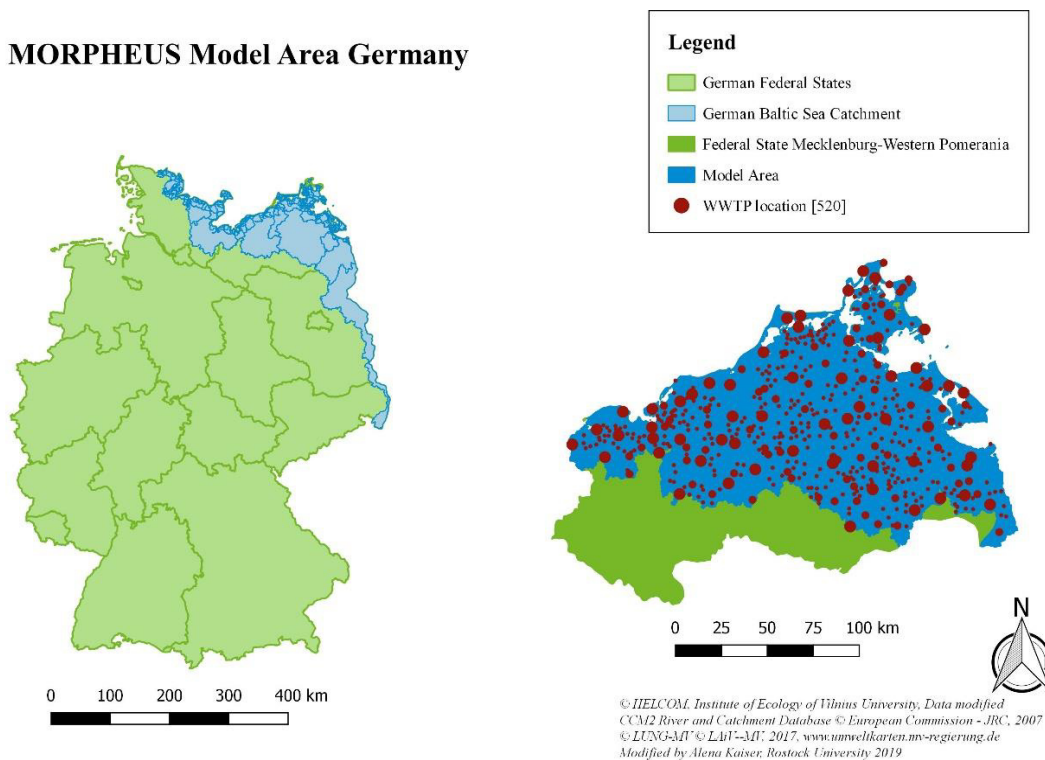 MORPHEUS Model Area Germany
Legend
German Federal States
German Baltic Sea Catchment
Federal State Mecklenburg-Western Pomerania
Model Area
WWTP location [520]
0 25 50 75 100 km
N
0 100 200 300 400 km
© HELCOM, Institute of Ecology of Vilnius University, Data modified
CCM2 River and Catchment Database © European Commission - JRC, 2007
© LUNG-MV © LAiV-MV, 2017, www.umweltkarten.mv-regierung.de
Modified by Alena Kaiser, Rostock University 2019